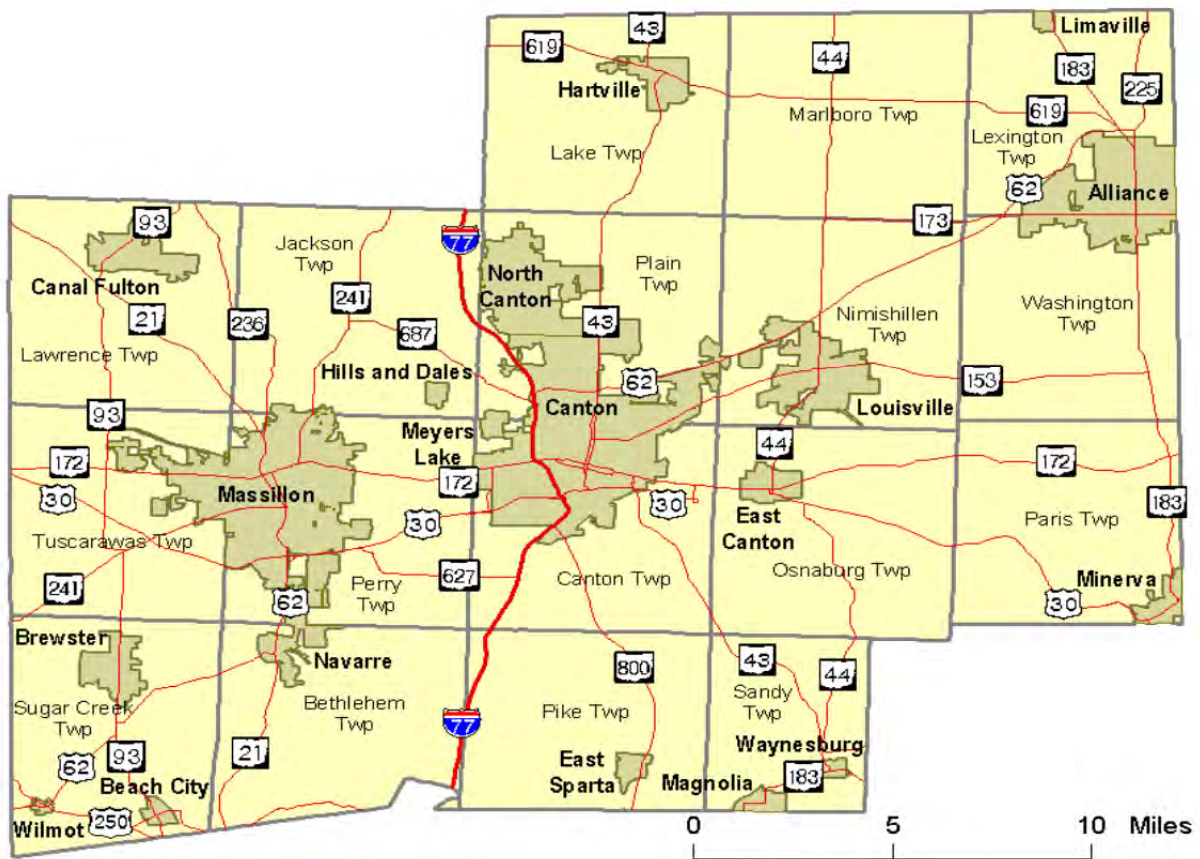 43
Limaville
619
44
183
Hartville
225
619
Marlboro Twp
Lexington
Twp
Lake Twp
62
Alliance
93
173
77
Jackson
Twp
North
Canton
Plain
Twp
Canal Fulton
241
Washington
Twp
21
236
43
Nimishillen
Twp
687
Lawrence Twp
Hills and Dales
62
153
Canton
Louisville
93
Meyers
Lake
44
172
172
172
Massillon
30
30
30
183
East
Canton
Paris Twp
Tuscarawas Twp
241
Perry
Twp
627
Canton Twp
Osnaburg Twp
Minerva
62
30
Brewster
Navarre
43
800
44
Sugar Creek
Twp
Bethlehem
Twp
Pike Twp
Sandy
Twp
77
62
93
21
Waynesburg
East
Sparta
Magnolia
183
Beach City
Wilmot
250
0 5 10 Miles